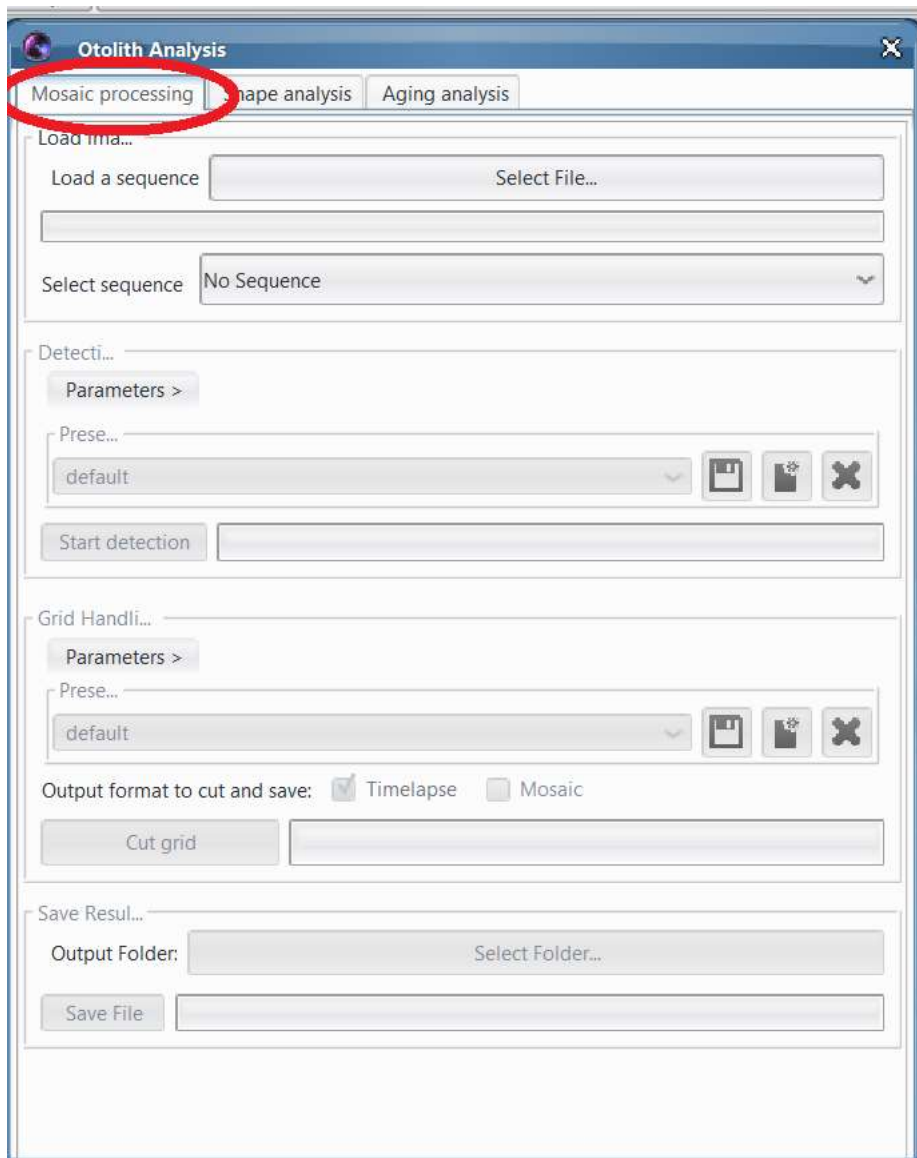 Otolith Analysis
Mosaic processing Shape analysis Aging analysis
Load Ima...
Load a sequence Select File...
Select sequence No Sequence
Detecti...
Parameters >
Prese...
default
Start detection
Grid Handli...
Parameters >
Prese...
default
Output format to cut and save: Timelapse Mosaic
Cut grid
Save Resul...
Output Folder: Select Folder...
Save File